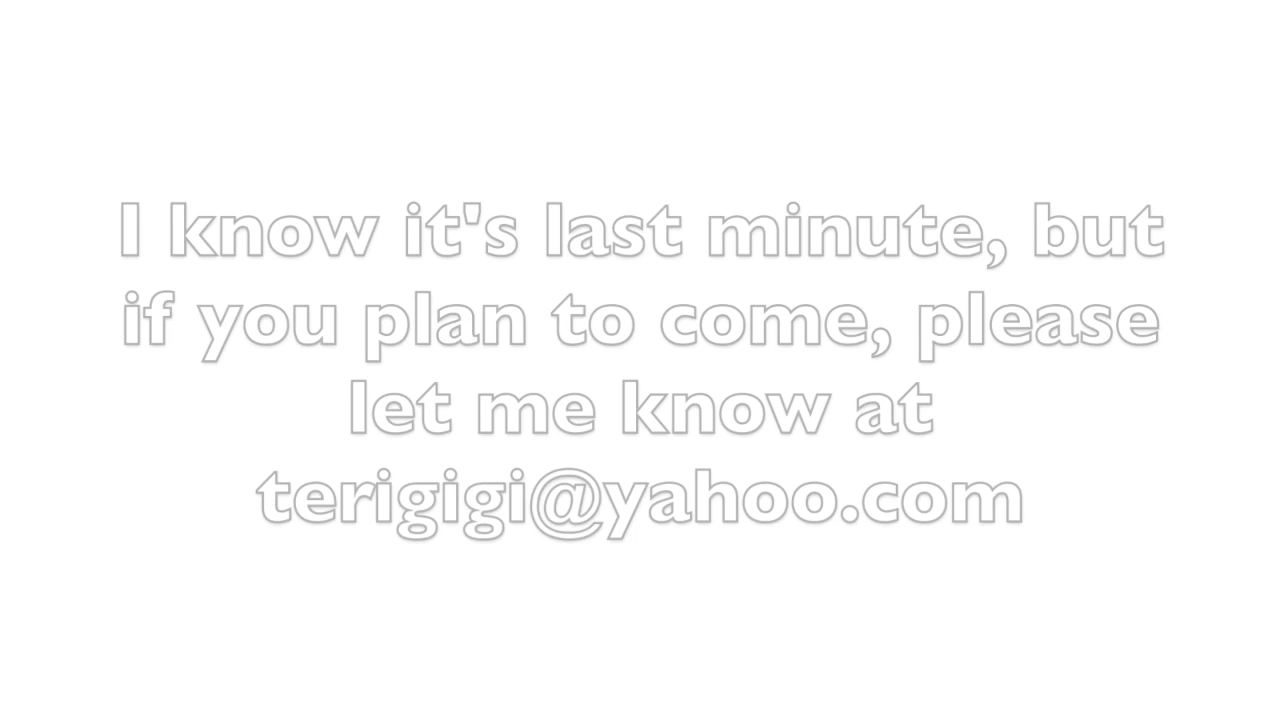 I know it's last minute, but
if you plan to come, please
let me know at
terigigi@yahoo.com